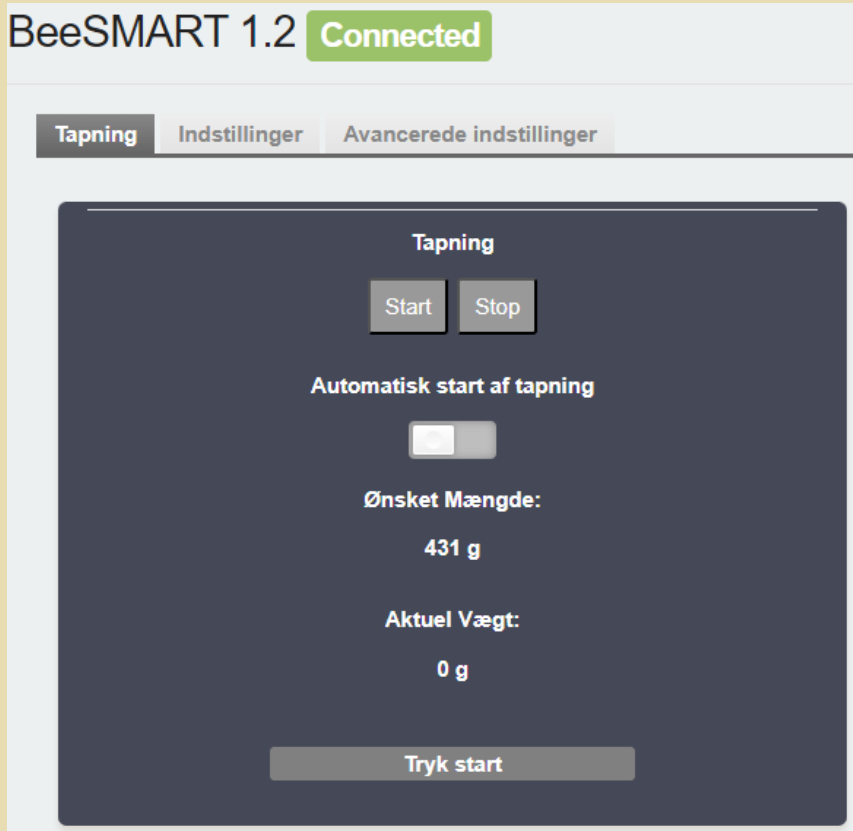 BeeSMART 1.2 Connected
Tapning Indstillinger Avancerede indstillinger
Tapning
Start Stop
Automatisk start af tapning
Ønsket Mængde:
431 g
Aktuel Vægt:
0 g
Tryk start